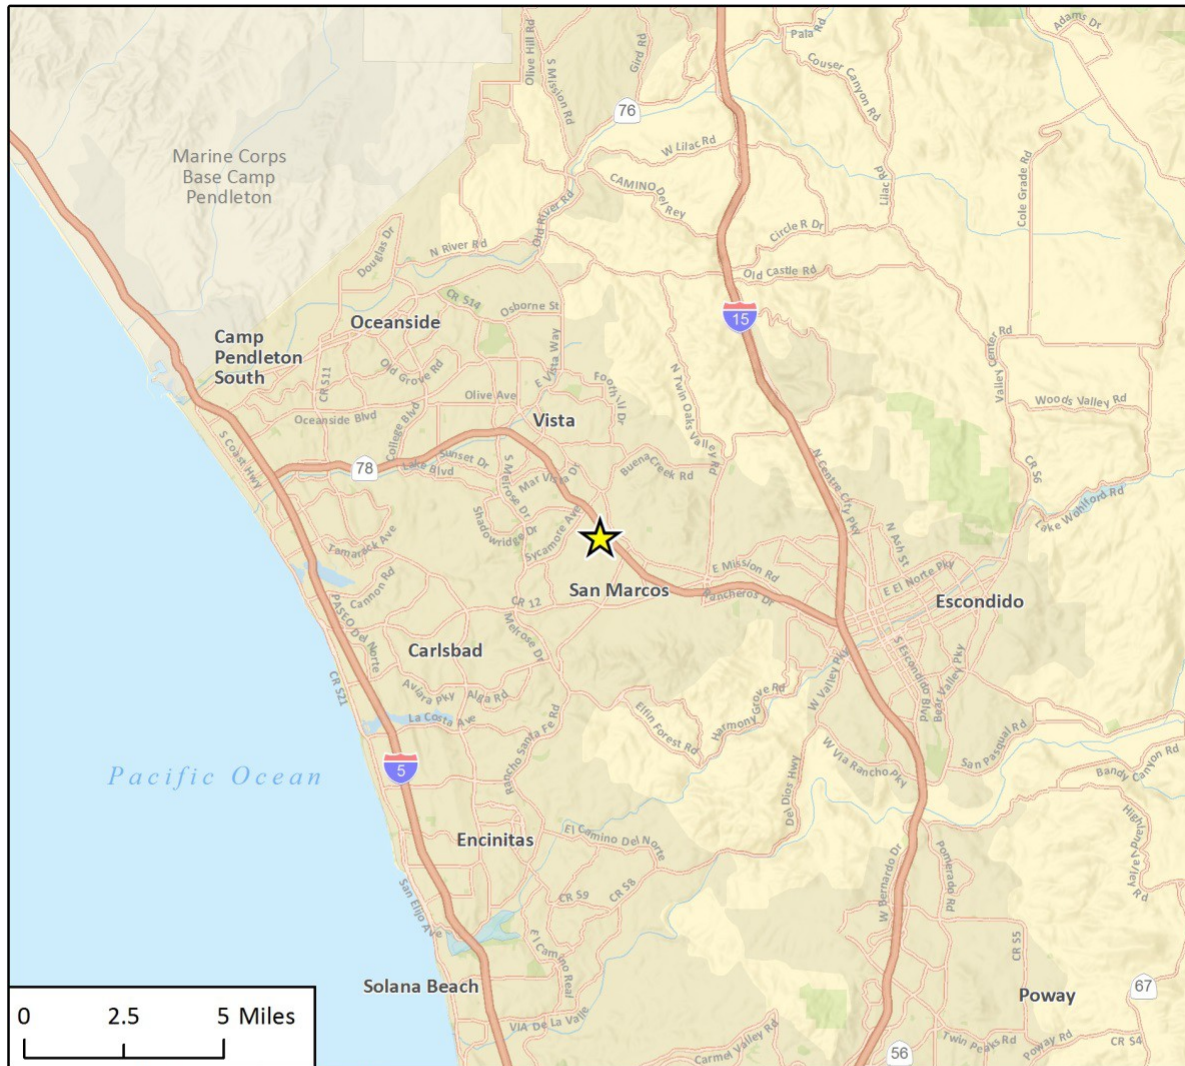 Adams Dr
Pala Rd
Olive Hill Rd
S Mission Rd
Gird Rd
Couser Canyon Rd
76
W Lilac Rd
Marine Corps
Base Camp
Pendleton
Lilac Rd
Cole Grade Rd
CAMINO Del Rey
Old River Rd
Circle R Dr
N River Rd
Douglas Dr
Old Castle Rd
CR S14
Osborne St
15
Oceanside
Camp
Pendleton
South
Valley Center Rd
E Vista Way
Old Grove Rd
CR S11
Foothill Dr
N Twin Oaks Valley Rd
Olive Ave
Woods Valley Rd
Oceanside Blvd
College Blvd
Vista
S Coast Hwy
78
Sunset Dr
Lake Blvd
S Melrose Dr
Mar Vista Dr
Buena Creek Rd
N Centre City Pky
CR S6
Lake Wohlford Rd
Shadowridge Dr
Sycamore Ave
Tamarack Ave
N Ash St
E Mission Rd
E El Norte Pky
Cannon Rd
San Marcos
Rancheros Dr
CR 12
Escondido
PASEO Del NORTE
Melrose Dr
Carlsbad
S Escondido Blvd
Bear Valley Pky
W Valley Pky
CR S21
Aviara Pky
Alga Rd
Harmony Grove Rd
Elfin Forest Rd
La Costa Ave
Rancho Santa Fe Rd
San Pasqual Rd
W Via Rancho Pky
Bandy Canyon Rd
5
Pacific Ocean
Del Dios Hwy
Highland Valley Rd
Encinitas
El Camino Del Norte
W Bernardo Dr
Pomerado Rd
CR S9
CR S8
San Elijo Ave
El Camino Real
CR S5
Solana Beach
Poway
67
0 2.5 5 Miles
VIA De La Valle
Carmel Valley Rd
56
Twin Peaks Rd
Poway Rd
CR S4